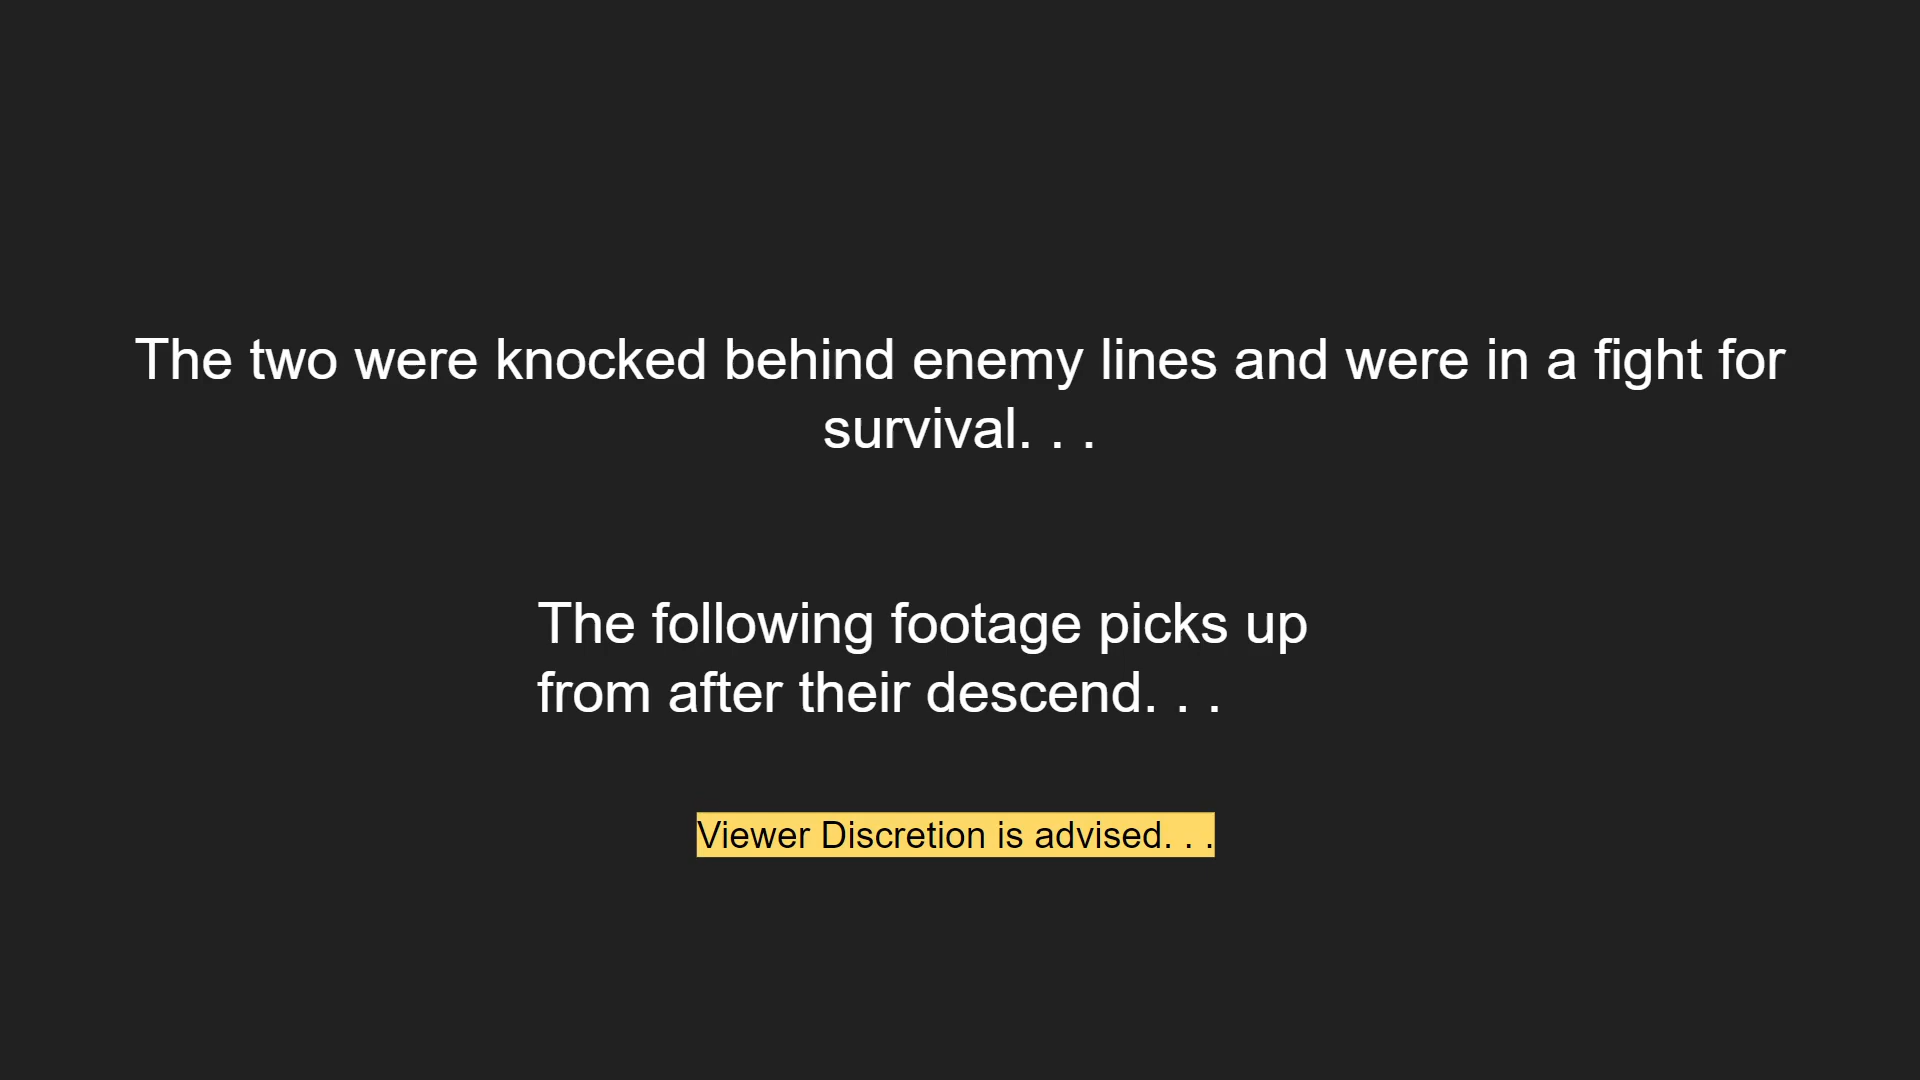 The two were knocked behind enemy lines and were in a fight for
survival. . .
The following footage picks up
from after their descend. . .
Viewer Discretion is advised. . .